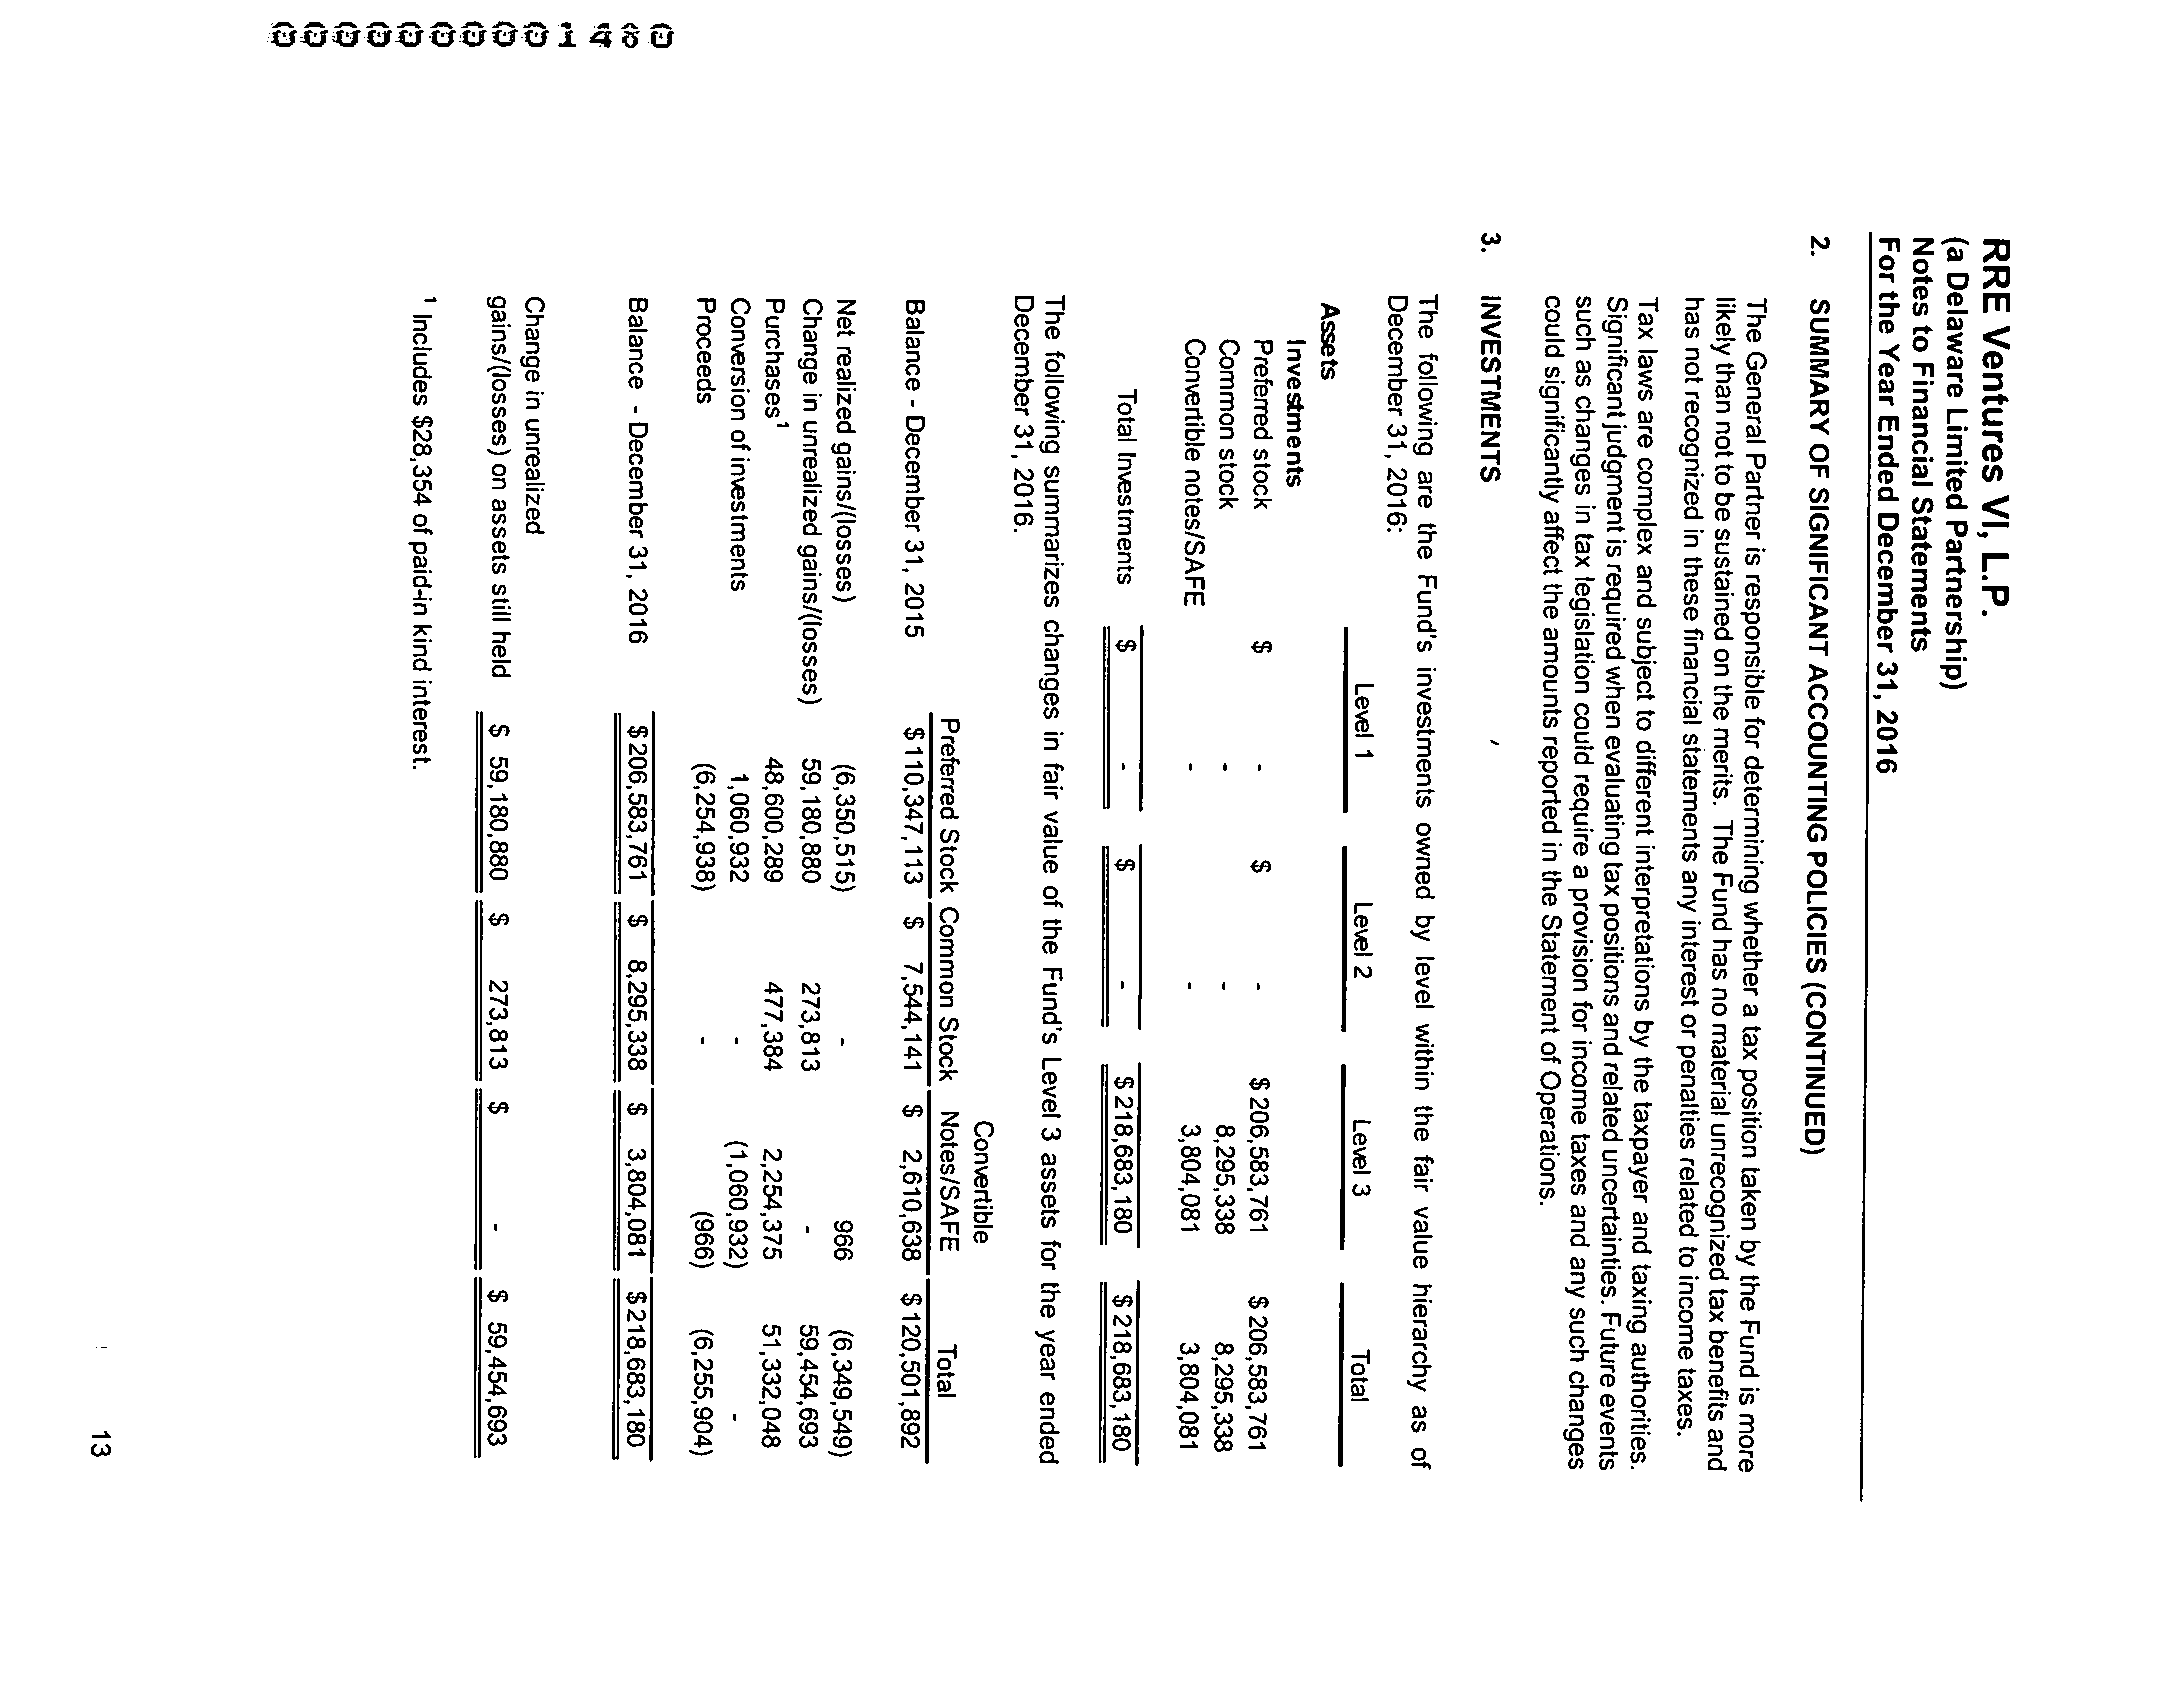 RRE Ventures VI, L.P.
(a Delaware Limited Partnership)
Notes to Financial Statements
For the Year Ended December 31, 2016
2. SUMMARY OF SIGNIFICANT ACCOUNTING POLICIES (CONTINUED)
The General Partner is responsible for determining whether a tax position taken by the Fund is more
likely than not to be sustained on the merits. The Fund has no material unrecognized tax benefits and
has not recognized in these financial statements any interest or penalties related to income taxes.
Tax laws are complex and subject to different interpretations by the taxpayer and taxing authorities.
Significant judgment is required when evaluating tax positions and related uncertainties. Future events
such as changes in tax legislation could require a provision for income taxes and any such changes
could significantly affect the amounts reported in the Statement of Operations.
3. INVESTMENTS
The following are the Fund's investments owned by level within the fair value hierarchy as of
December 31, 2016:
Level 1 Level 2 Level 3 Total
Assets
Investments
Preferred stock $ - $ - $ 206,583,761 $ 206,583,761
Common stock - - 8,295,338 8,295,338
Convertible notes/SAFE - - 3,804,081 3,804,081
Total Investments $ - $ - $ 218,683,180 $ 218,683,180
The following summarizes changes in fair value of the Fund's Level 3 assets for the year ended
December 31, 2016.
Convertible
Preferred Stock Common Stock Notes/SAFE Total
Balance - December 31, 2015 $ 110,347,113 $ 7,544,141 $ 2,610,638 $ 120,501,892
Net realized gains/(losses) (6,350,515) - 966 (6,349,549)
Change in unrealized gains/(losses) 59,180,880 273,813 - 59,454,693
Purchases ¹ 48,600,289 477,384 2,254,375 51,332,048
Conversion of investments 1,060,932 - (1,060,932) -
Proceeds (6,254,938) - (966) (6,255,904)
Balance - December 31, 2016 $ 206,583,761 $ 8,295,338 $ 3,804,081 $ 218,683,180
Change in unrealized
gains/(losses) on assets still held $ 59,180,880 $ 273,813 $ - $ 59,454,693
¹ Includes $28,354 of paid-in kind interest.
13
0000000001460